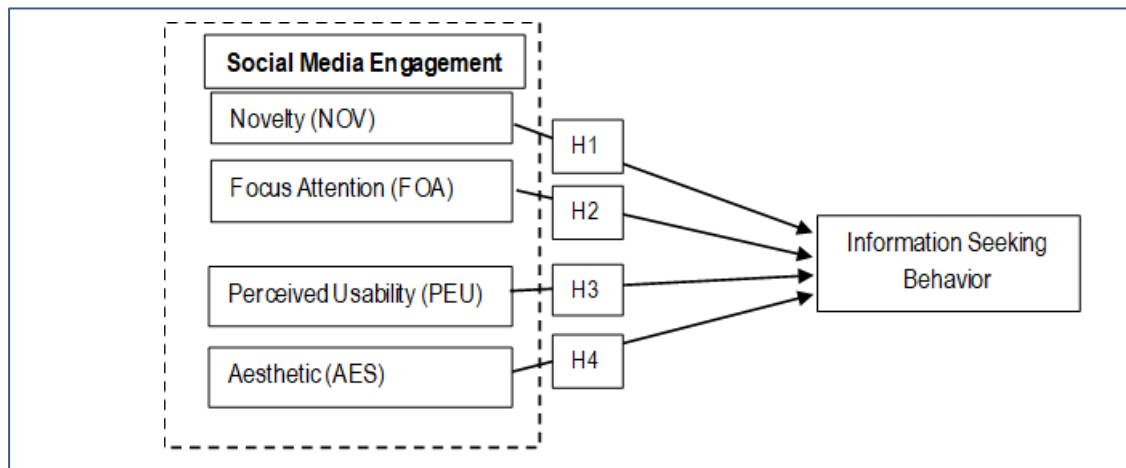 Social Media Engagement
Novelty (NOV)
H1
Focus Attention (FOA)
H2
Information Seeking
Behavior
Perceived Usability (PEU)
H3
Aesthetic (AES)
H4